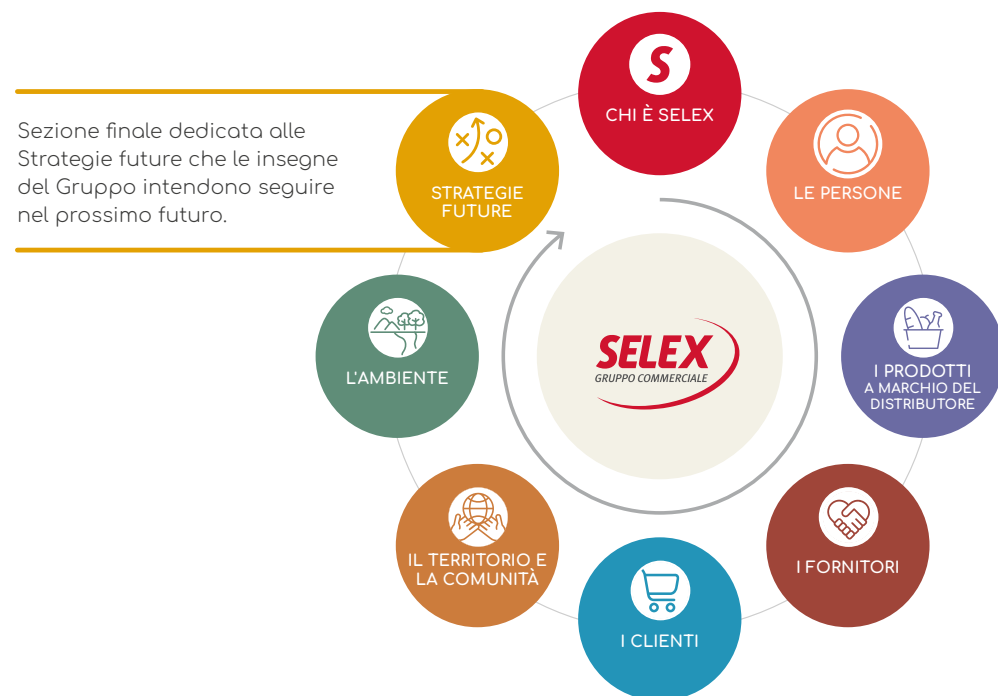 Sezione finale dedicata alle
Strategie future che le insegne
del Gruppo intendono seguire
nel prossimo futuro.
S
CHI È SELEX
LE PERSONE
I PRODOTTI
A MARCHIO DEL
DISTRIBUTORE
I FORNITORI
I CLIENTI
IL TERRITORIO E
LA COMUNITÀ
L'AMBIENTE
STRATEGIE
FUTURE
SELEX
GRUPPO COMMERCIALE